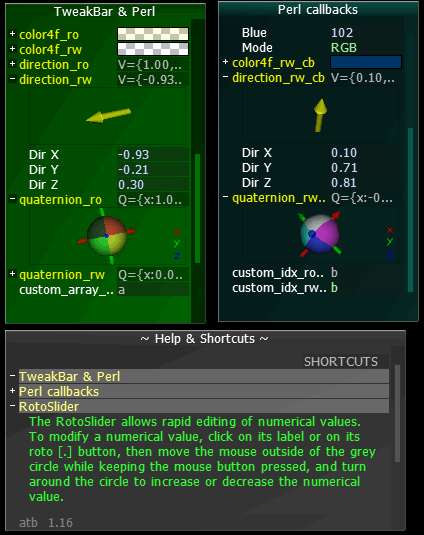 TweakBar & Perl
+ color4f_ro
+ color4f_rw
+ direction_ro V={1.00,..
− direction_rw V={-0.93..
Dir X -0.93
Dir Y -0.21
Dir Z 0.30
− quaternion_ro Q={x:1.0..
x
y
z
+ quaternion_rw Q={x:0.0..
custom_array_.. a
Perl callbacks
Blue 102
Mode RGB
+ color4f_rw_cb
− direction_rw_cb V={0.10,..
Dir X 0.10
Dir Y 0.71
Dir Z 0.81
− quaternion_rw.. Q={x:-0...
x
y
z
custom_idx_ro.. b
custom_idx_rw.. b
~ Help & Shortcuts ~
SHORTCUTS
− TweakBar & Perl
+ Perl callbacks
− RotoSlider
The RotoSlider allows rapid editing of numerical values.
To modify a numerical value, click on its label or on its
roto [.] button, then move the mouse outside of the grey
circle while keeping the mouse button pressed, and turn
around the circle to increase or decrease the numerical
value.
atb 1.16